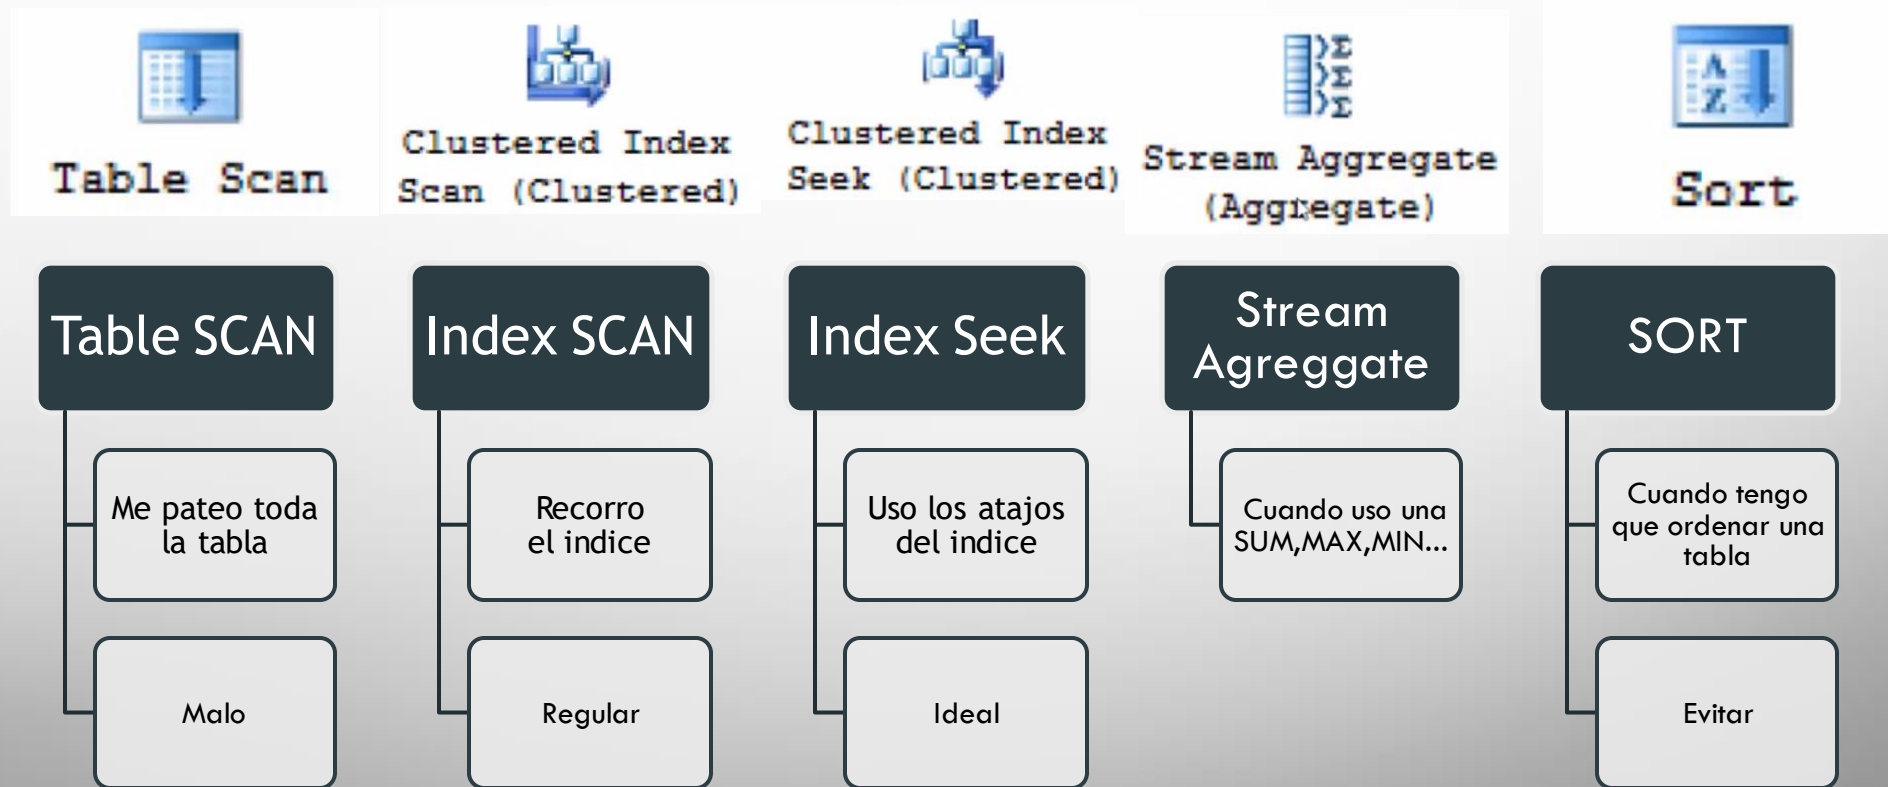 Table Scan
Clustered Index
Scan (Clustered)
Clustered Index
Seek (Clustered)
Stream Aggregate
(Aggregate)
Sort
Table SCAN
Me pateo toda
la tabla
Malo
Index SCAN
Recorro
el indice
Regular
Index Seek
Uso los atajos
del indice
Ideal
Stream
Agreggate
Cuando uso una
SUM,MAX,MIN...
SORT
Cuando tengo
que ordenar una
tabla
Evitar